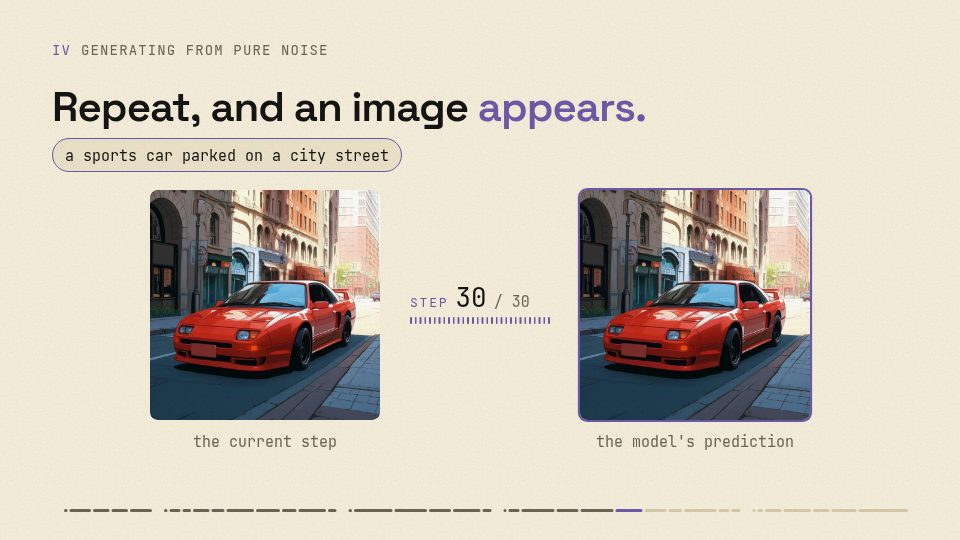 IV GENERATING FROM PURE NOISE
Repeat, and an image appears.
a sports car parked on a city street
STEP 30 / 30
the current step
the model's prediction